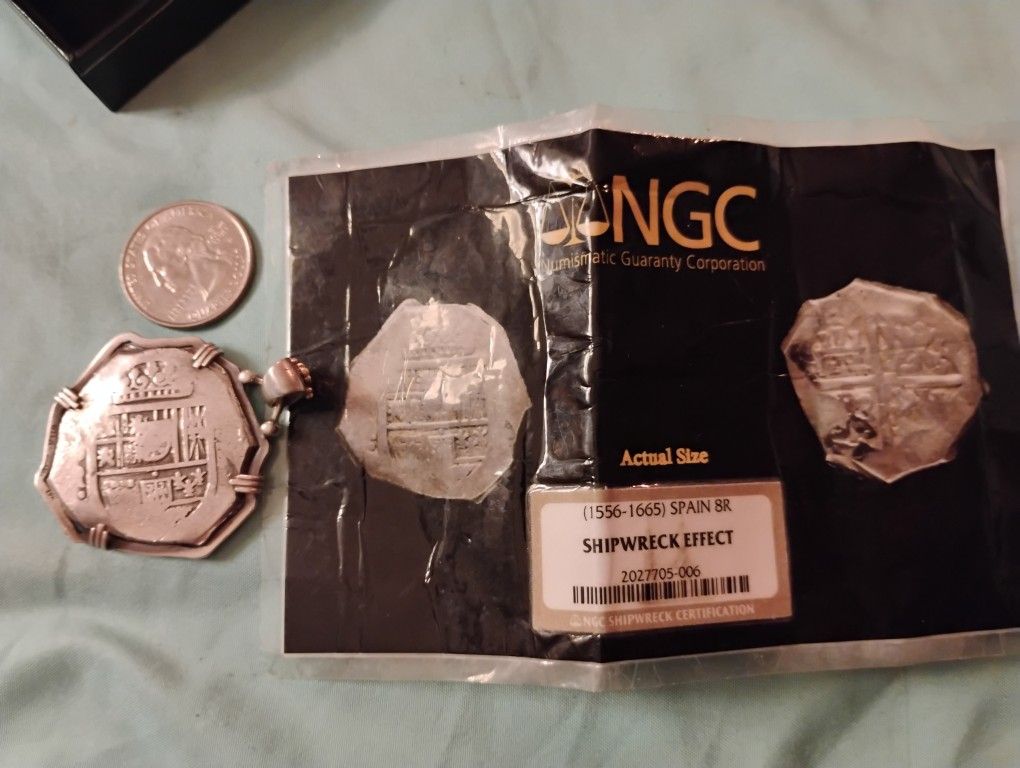 NGC
Numismatic Guaranty Corporation
Actual Size
(1556-1665) SPAIN 8R
SHIPWRECK EFFECT
2027705-006
NGC SHIPWRECK CERTIFICATION